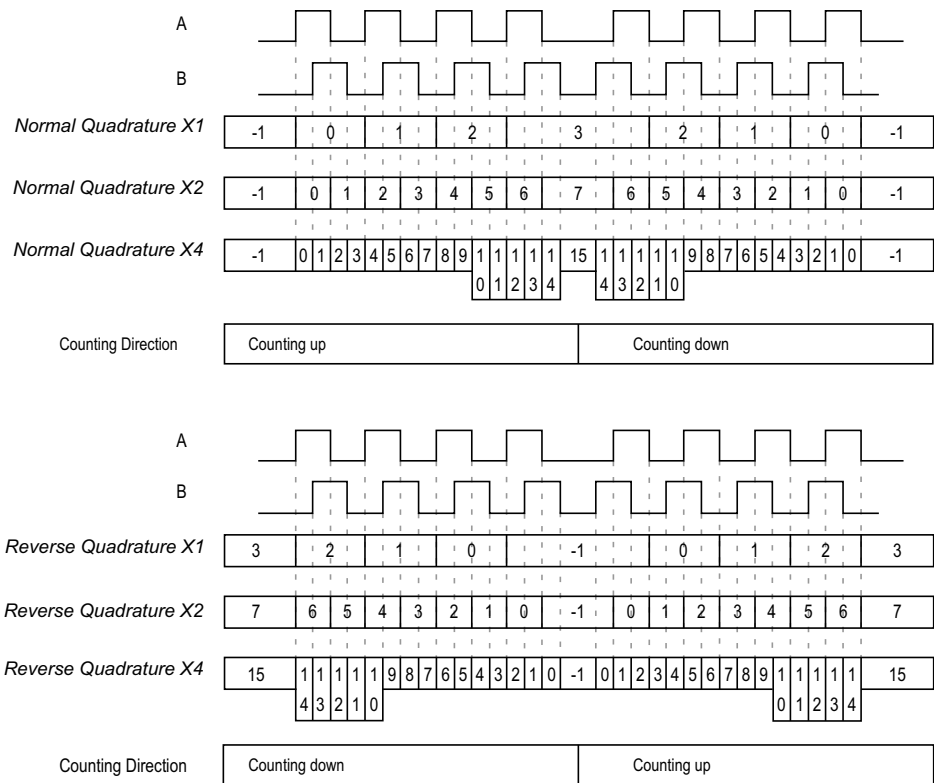 A
B
Normal Quadrature X1 -1 0 1 2 3 2 1 0 -1
Normal Quadrature X2 -1 0 1 2 3 4 5 6 7 6 5 4 3 2 1 0 -1
Normal Quadrature X4 -1 0 1 2 3 4 5 6 7 8 9 10 11 12 13 14 15 14 13 12 11 10 9 8 7 6 5 4 3 2 1 0 -1
Counting Direction Counting up Counting down
A
B
Reverse Quadrature X1 3 2 1 0 -1 0 1 2 3
Reverse Quadrature X2 7 6 5 4 3 2 1 0 -1 0 1 2 3 4 5 6 7
Reverse Quadrature X4 15 14 13 12 11 10 9 8 7 6 5 4 3 2 1 0 -1 0 1 2 3 4 5 6 7 8 9 10 11 12 13 14 15
Counting Direction Counting down Counting up